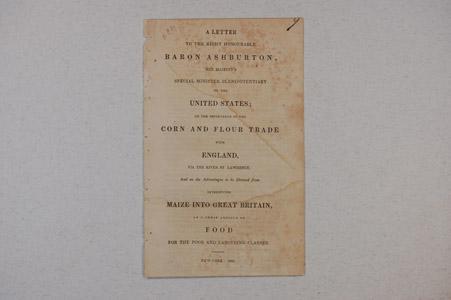 A LETTER
TO THE RIGHT HONOURABLE
BARON ASHBURTON,
HER MAJESTY'S
SPECIAL MINISTER PLENIPOTENTIARY
TO THE
UNITED STATES;
ON THE IMPORTANCE OF THE
CORN AND FLOUR TRADE
WITH
ENGLAND,
VIA THE RIVER ST LAWRENCE;
And on the Advantages to be Derived from
INTRODUCING
MAIZE INTO GREAT BRITAIN,
AS A CHEAP ARTICLE OF
FOOD
FOR THE POOR AND LABOURING CLASSES.
NEW-YORK